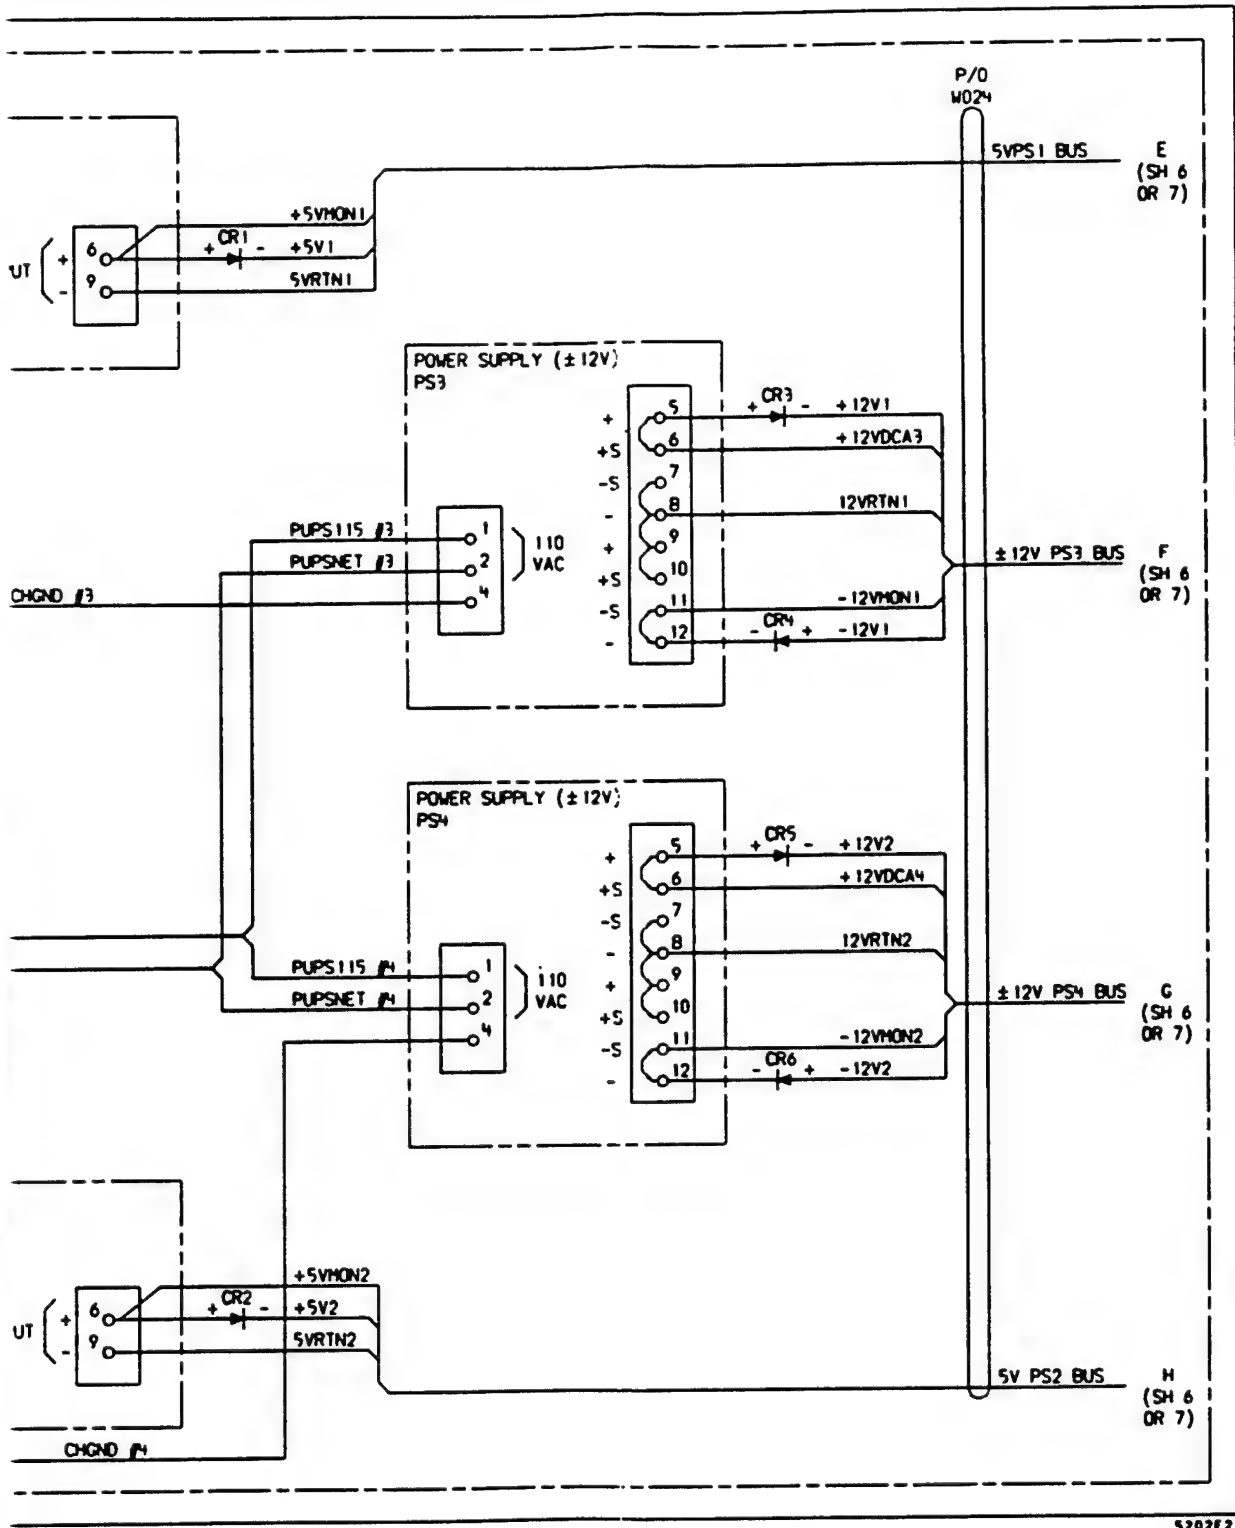 P/O
W024
5VPS1 BUS
E
(SH 6
OR 7)
+5VMON1
+ CR1 - +5V1
5VRTN1
UT
+
-
6
9
POWER SUPPLY (±12V)
PS3
+ 5
+S 6
-S 7
- 8
+ 9
+S 10
-S 11
- 12
+ CR3 - +12V1
+12VDCA3
12VRTN1
-12VMON1
- CR4 + -12V1
PUPS115 #3
PUPSNET #3
CHGND #3
1
2
4
110
VAC
±12V PS3 BUS
F
(SH 6
OR 7)
POWER SUPPLY (±12V)
PS4
+ 5
+S 6
-S 7
- 8
+ 9
+S 10
-S 11
- 12
+ CR5 - +12V2
+12VDCA4
12VRTN2
-12VMON2
- CR6 + -12V2
PUPS115 #4
PUPSNET #4
1
2
4
110
VAC
±12V PS4 BUS
G
(SH 6
OR 7)
+5VMON2
+ CR2 - +5V2
5VRTN2
UT
+
-
6
9
5V PS2 BUS
H
(SH 6
OR 7)
CHGND #4
5202F2